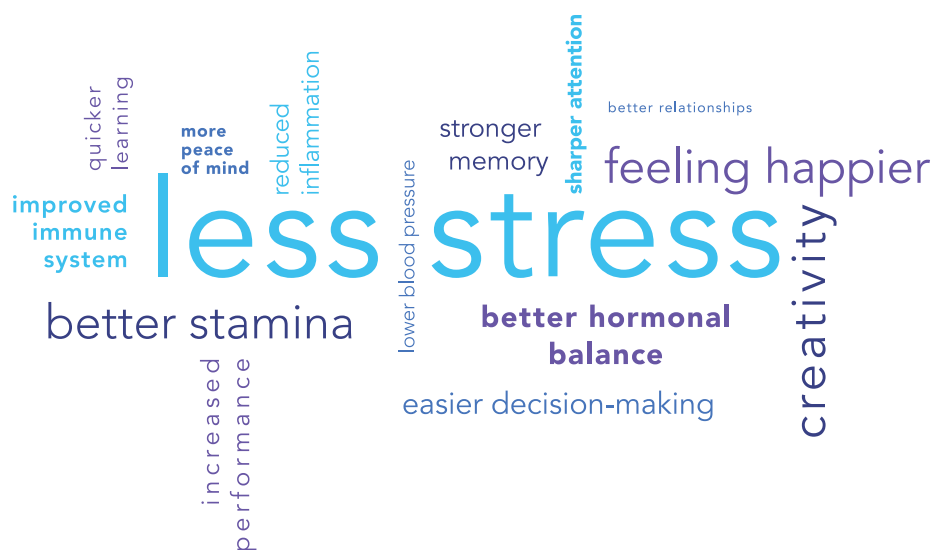 quicker
learning
more
peace
of mind
reduced
inflammation
stronger
memory
sharper attention
better relationships
feeling happier
improved
immune
system
less stress
lower blood pressure
creativity
better stamina
better hormonal
balance
increased
performance
easier decision-making